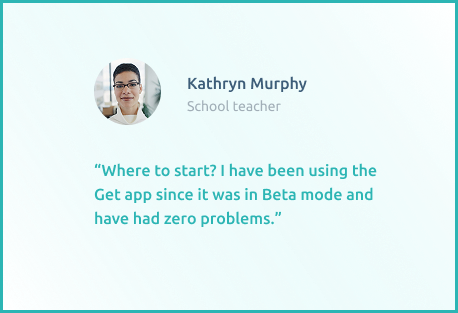 Kathryn Murphy
School teacher
“Where to start? I have been using the
Get app since it was in Beta mode and
have had zero problems.”